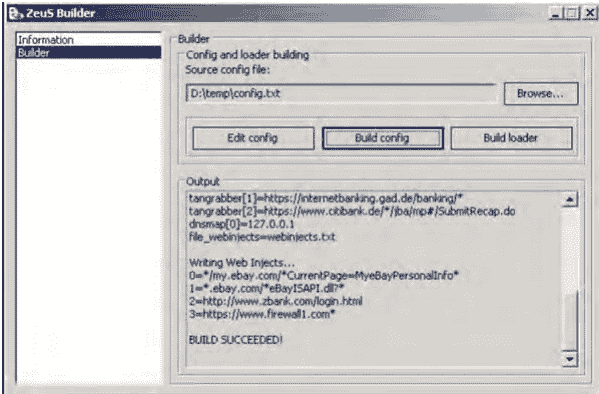 ZeuS Builder
Information
Builder
Builder
Config and loader building
Source config file:
D:\temp\config.txt
Browse...
Edit config
Build config
Build loader
Output
tangrabber[1]=https://internetbanking.gad.de/banking/*
tangrabber[2]=https://www.citibank.de/*/jba/mp#/SubmitRecap.do
dnsmap[0]=127.0.0.1
file_webinjects=webinjects.txt
Writing Web Injects...
0=*/my.ebay.com/*CurrentPage=MyeBayPersonalInfo*
1=*.ebay.com/*eBayISAPI.dll?*
2=http://www.zbank.com/login.html
3=https://www.firewall1.com*
BUILD SUCCEEDED!